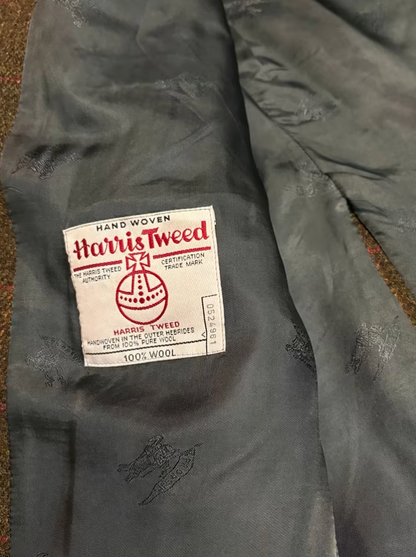 HAND WOVEN
Harris Tweed
THE HARRIS TWEED AUTHORITY
CERTIFICATION TRADE MARK
HARRIS TWEED
HANDWOVEN IN THE OUTER HEBRIDES
FROM 100% PURE WOOL
0524961
100% WOOL